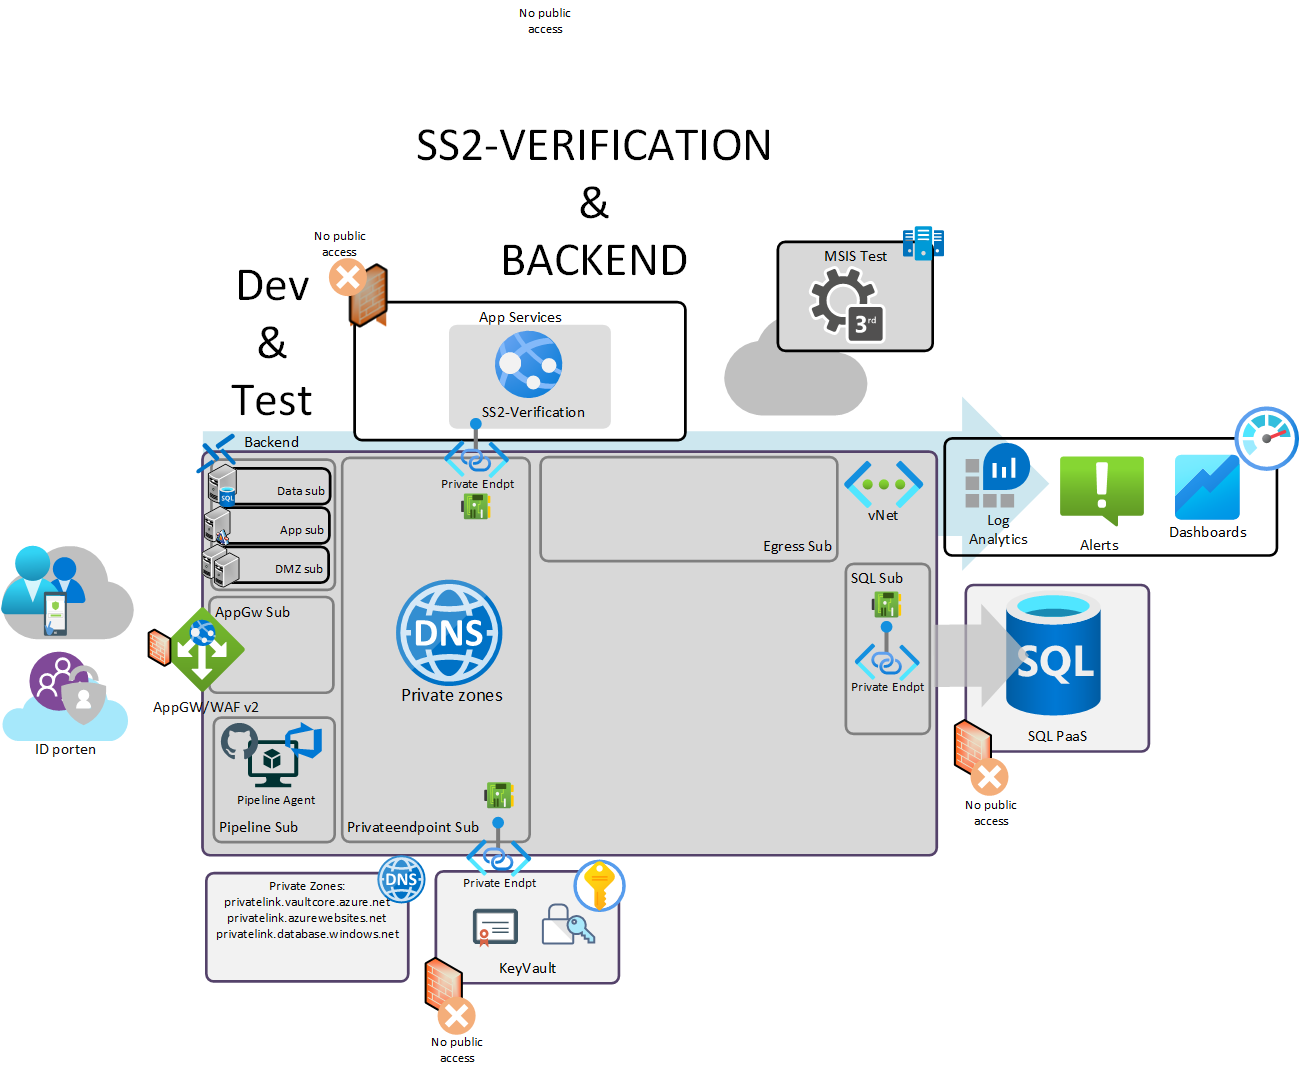 No public
access
SS2-VERIFICATION
&
BACKEND
No public
access
Dev
&
Test
MSIS Test
3rd
App Services
SS2-Verification
Backend
Data sub
SQL
App sub
DMZ sub
Private Endpt
Egress Sub
vNet
Log
Analytics
Alerts
Dashboards
SQL Sub
Private Endpt
SQL
SQL PaaS
No public
access
AppGw Sub
AppGW/WAF v2
ID porten
DNS
Private zones
Pipeline Agent
Pipeline Sub
Privateendpoint Sub
Private Zones:
privatelink.vaultcore.azure.net
privatelink.azurewebsites.net
privatelink.database.windows.net
DNS
Private Endpt
KeyVault
No public
access